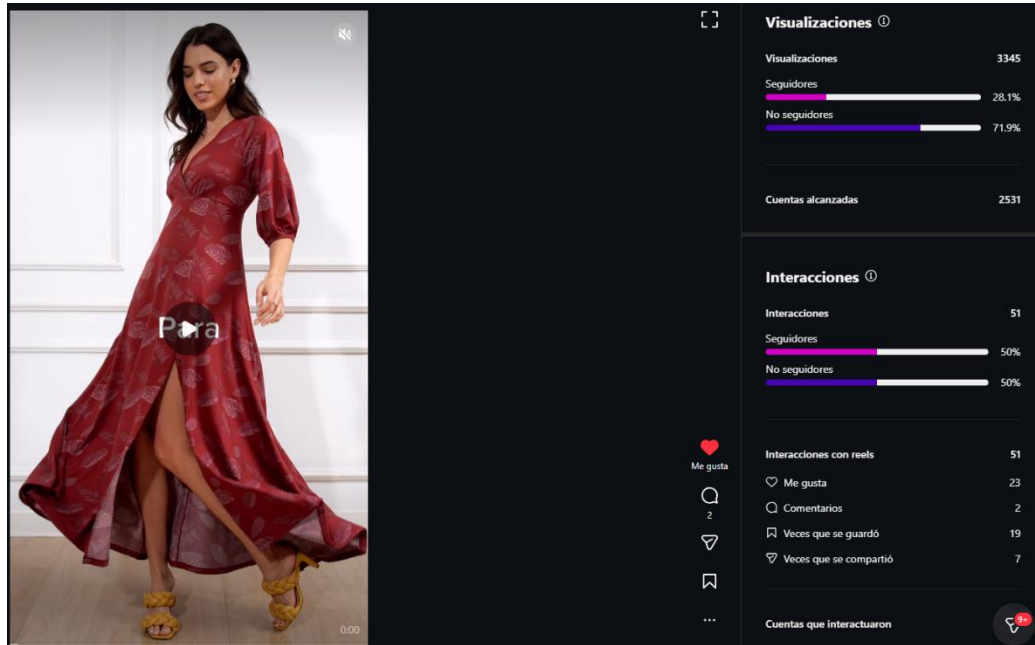 Para
0:00
Me gusta
2
Visualizaciones
Visualizaciones 3345
Seguidores
28.1%
No seguidores
71.9%
Cuentas alcanzadas 2531
Interacciones
Interacciones 51
Seguidores
50%
No seguidores
50%
Interacciones con reels 51
Me gusta 23
Comentarios 2
Veces que se guardó 19
Veces que se compartió 7
Cuentas que interactuaron
9+